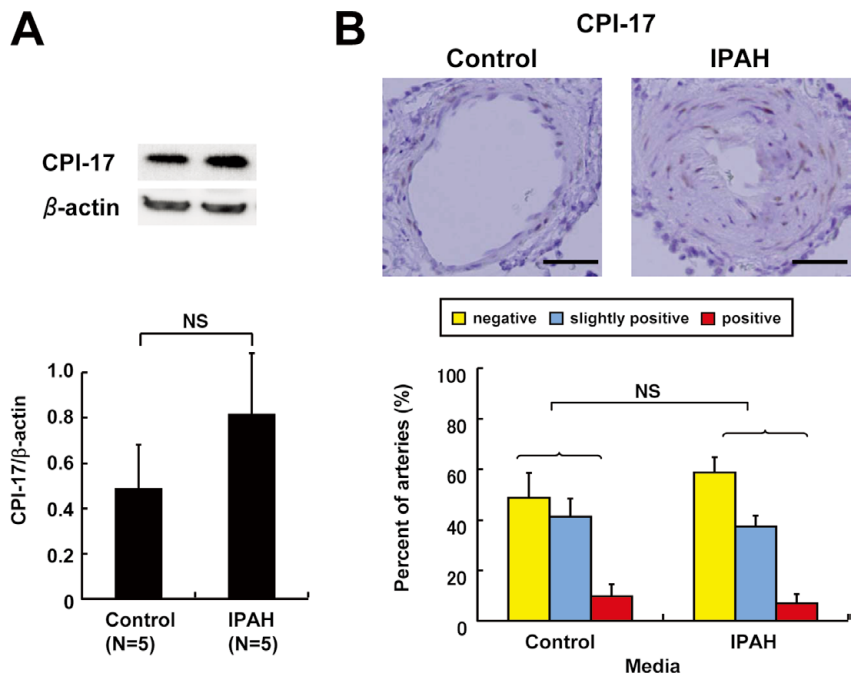 A
CPI-17
β-actin
NS
CPI-17/β-actin
1.0
0.8
0.6
0.4
0.2
0
Control
(N=5)
IPAH
(N=5)
B
CPI-17
Control
IPAH
negative
slightly positive
positive
NS
Percent of arteries (%)
100
80
60
40
20
0
Control
IPAH
Media